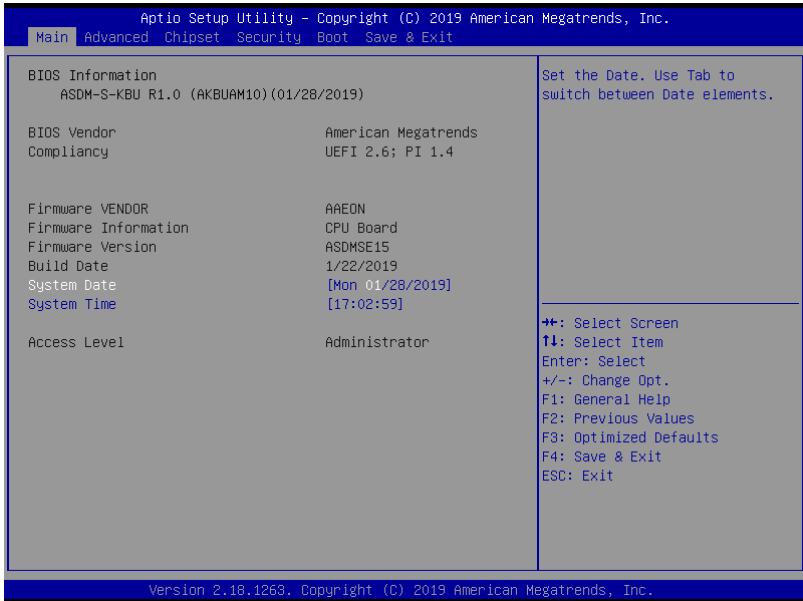 Aptio Setup Utility – Copyright (C) 2019 American Megatrends, Inc.
Main Advanced Chipset Security Boot Save & Exit
BIOS Information
ASDM-S-KBU R1.0 (AKBUAM10)(01/28/2019)
BIOS Vendor American Megatrends
Compliancy UEFI 2.6; PI 1.4
Firmware VENDOR AAEON
Firmware Information CPU Board
Firmware Version ASDMSE15
Build Date 1/22/2019
System Date [Mon 01/28/2019]
System Time [17:02:59]
Access Level Administrator
Set the Date. Use Tab to
switch between Date elements.
→←: Select Screen
↑↓: Select Item
Enter: Select
+/-: Change Opt.
F1: General Help
F2: Previous Values
F3: Optimized Defaults
F4: Save & Exit
ESC: Exit
Version 2.18.1263. Copyright (C) 2019 American Megatrends, Inc.